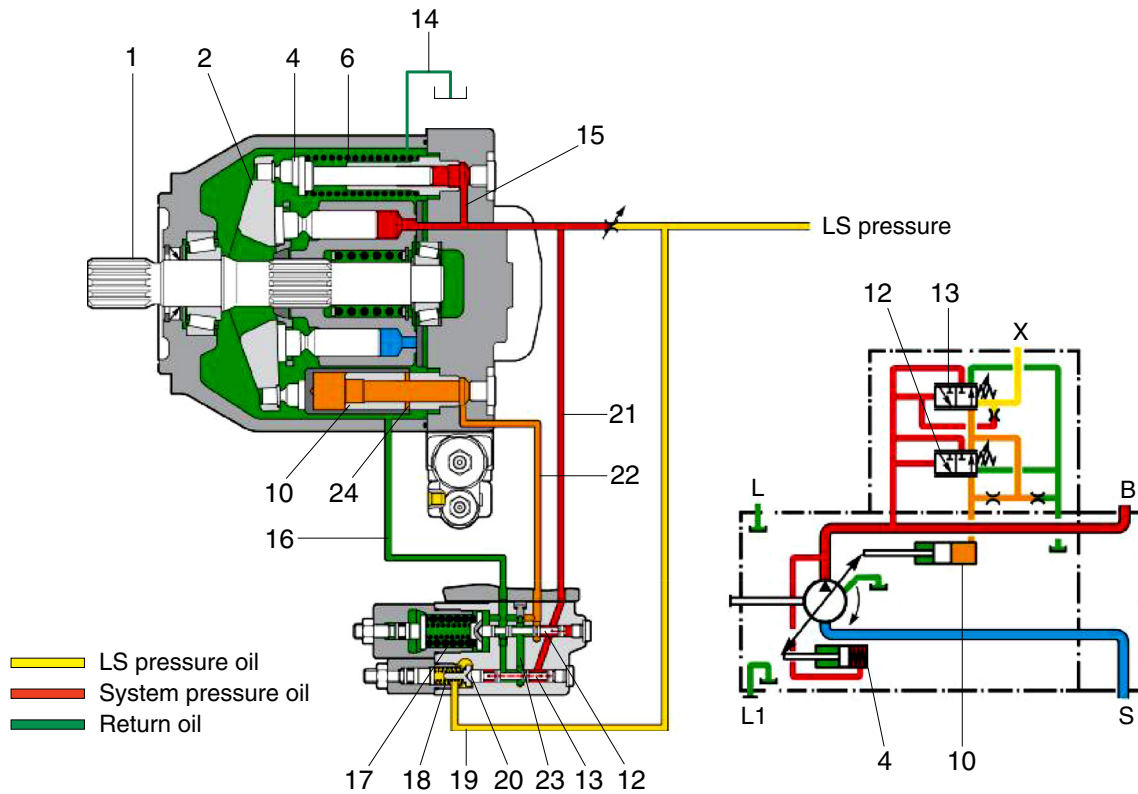 14
1 2 4 6
15
LS pressure
12 13 X
21
22
10 24
16
L
B
LS pressure oil
System pressure oil
Return oil
L1
S
17 18 19 20 23 13 12
4 10